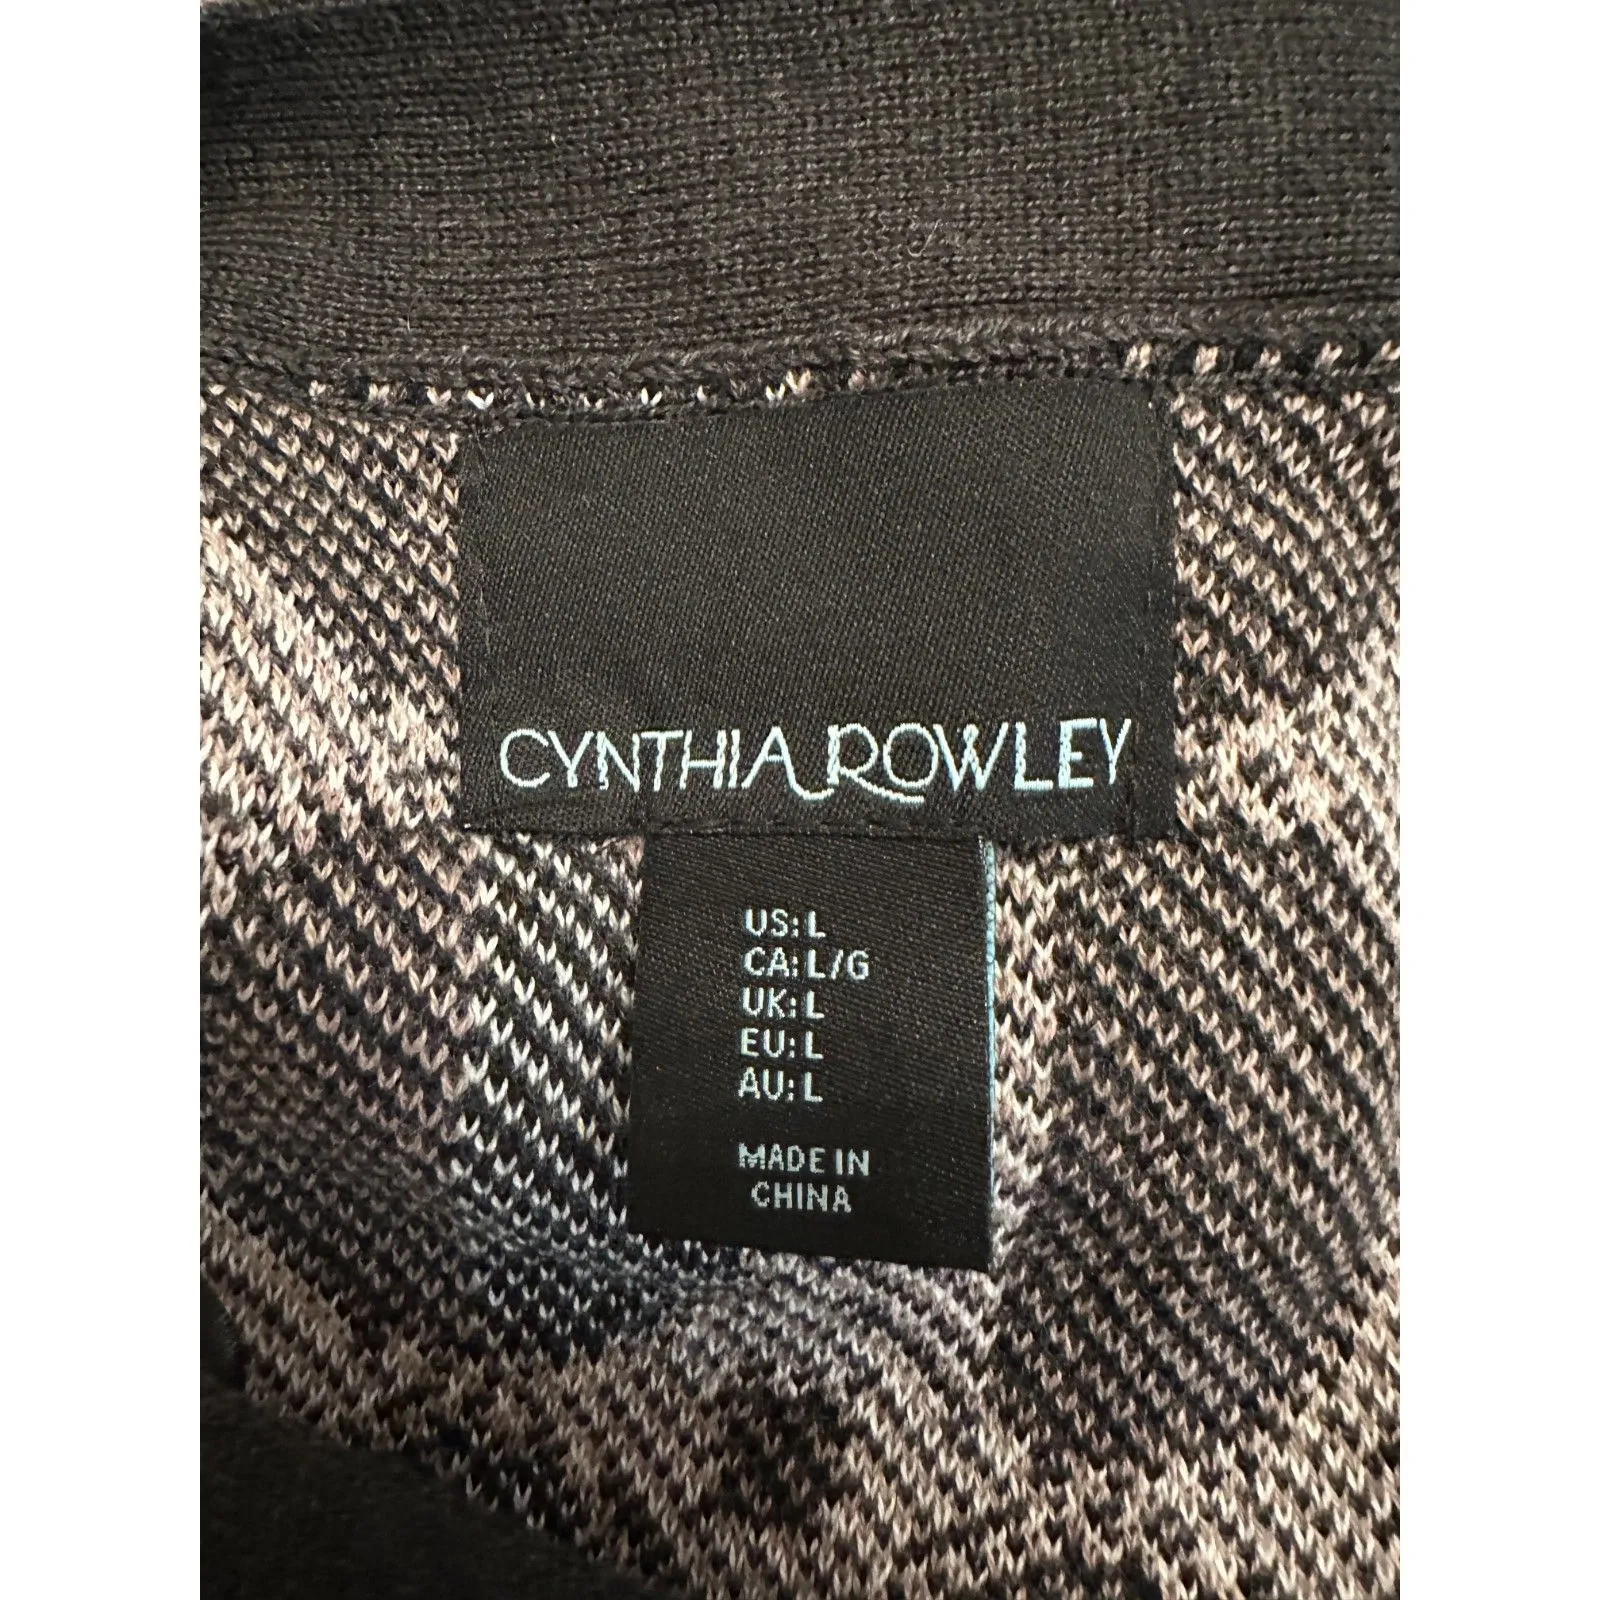 CYNTHIA ROWLEY
US: L
CA: L/G
UK: L
EU: L
AU: L
MADE IN
CHINA